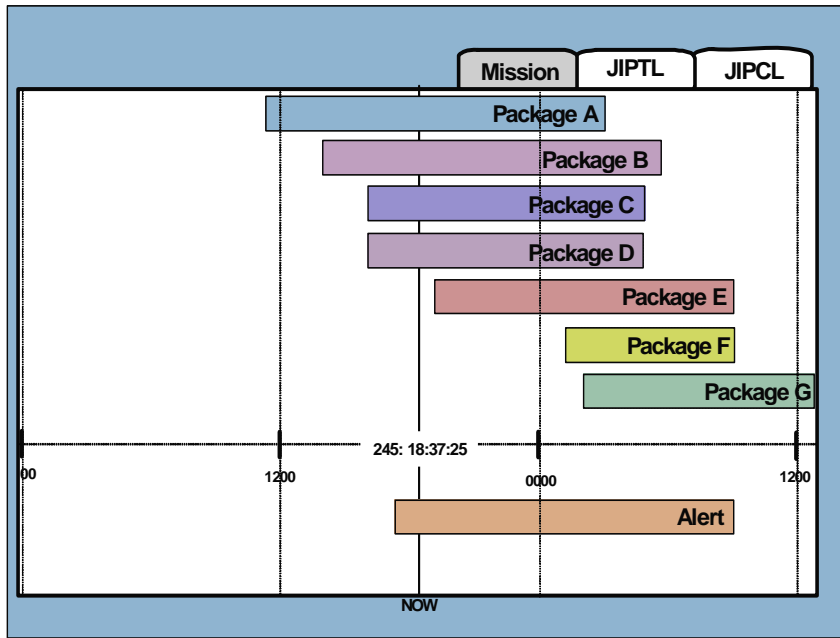 Mission
JIPTL
JIPCL
Package A
Package B
Package C
Package D
Package E
Package F
Package G
245: 18:37:25
00
1200
0000
1200
Alert
NOW